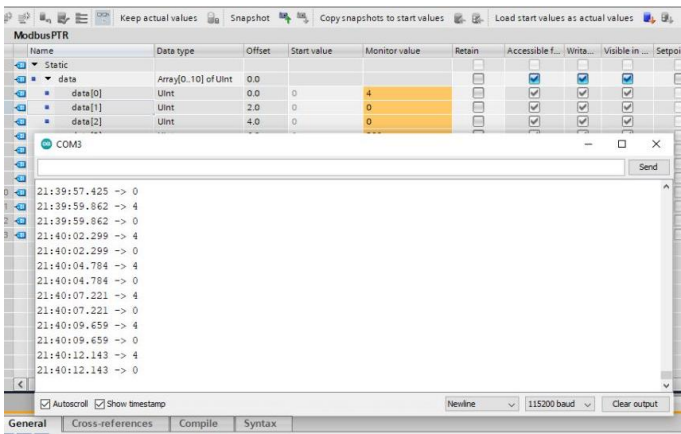 Keep actual values Snapshot Copy snapshots to start values Load start values as actual values
ModbusPTR
Name Data type Offset Start value Monitor value Retain Accessible f... Writa... Visible in ... Setpoi
Static
data Array[0..10] of UInt 0.0
data[0] UInt 0.0 0 4
data[1] UInt 2.0 0 0
data[2] UInt 4.0 0 0
COM3
Send
21:39:57.425 -> 0
21:39:59.862 -> 4
21:39:59.862 -> 0
21:40:02.299 -> 4
21:40:02.299 -> 0
21:40:04.784 -> 4
21:40:04.784 -> 0
21:40:07.221 -> 4
21:40:07.221 -> 0
21:40:09.659 -> 4
21:40:09.659 -> 0
21:40:12.143 -> 4
21:40:12.143 -> 0
Autoscroll Show timestamp Newline 115200 baud Clear output
General Cross-references Compile Syntax